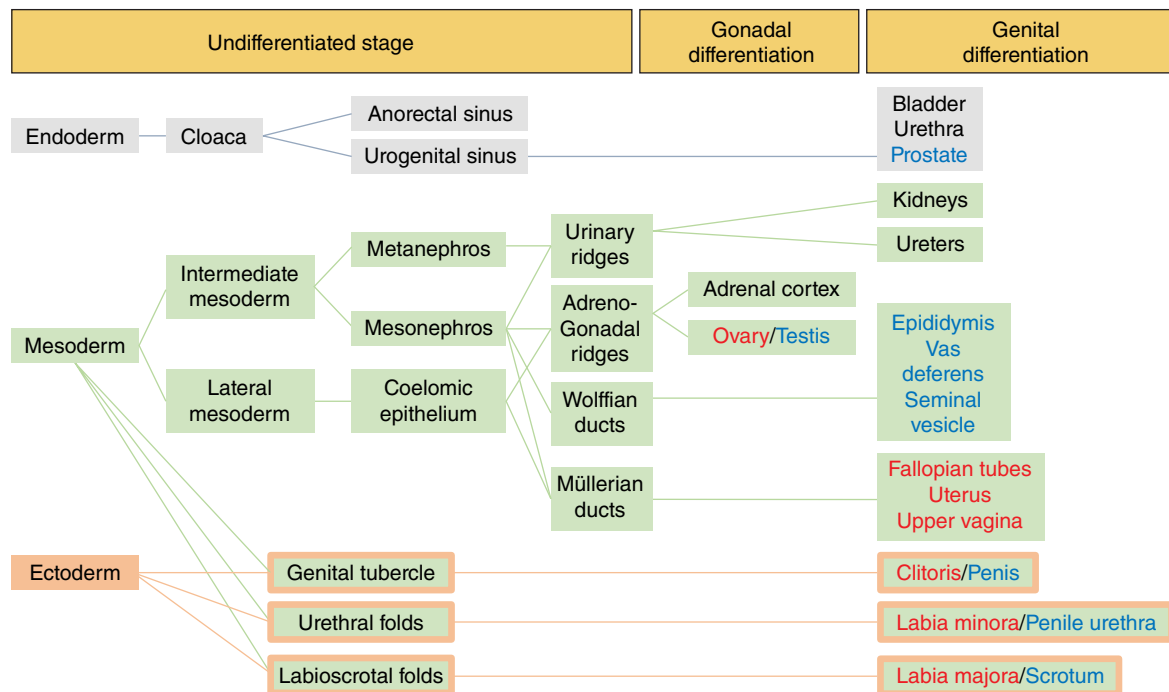 Undifferentiated stage
Gonadal
differentiation
Genital
differentiation
Endoderm
Cloaca
Anorectal sinus
Urogenital sinus
Bladder
Urethra
Prostate
Mesoderm
Intermediate
mesoderm
Lateral
mesoderm
Metanephros
Mesonephros
Coelomic
epithelium
Urinary
ridges
Adreno-
Gonadal
ridges
Wolffian
ducts
Müllerian
ducts
Adrenal cortex
Ovary/Testis
Kidneys
Ureters
Epididymis
Vas
deferens
Seminal
vesicle
Fallopian tubes
Uterus
Upper vagina
Ectoderm
Genital tubercle
Clitoris/Penis
Urethral folds
Labia minora/Penile urethra
Labioscrotal folds
Labia majora/Scrotum